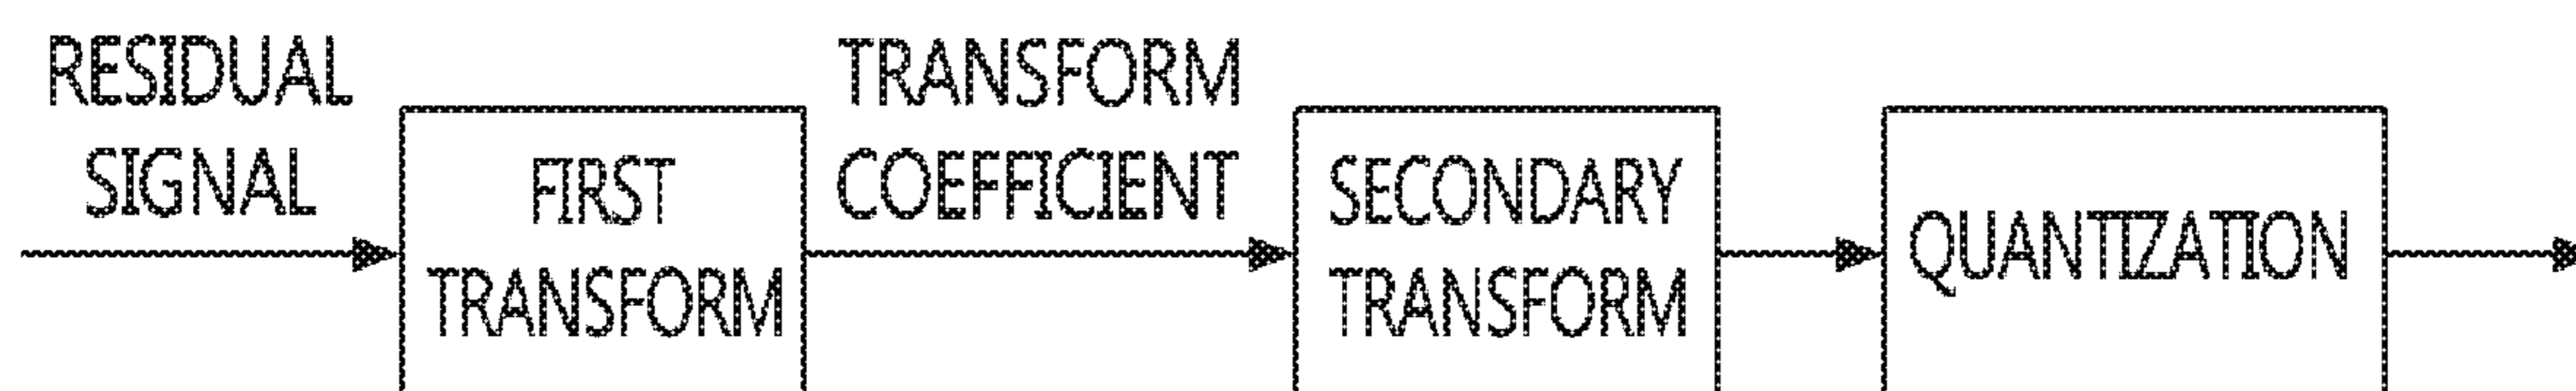 RESIDUAL
SIGNAL
FIRST
TRANSFORM
TRANSFORM
COEFFICIENT
SECONDARY
TRANSFORM
QUANTIZATION